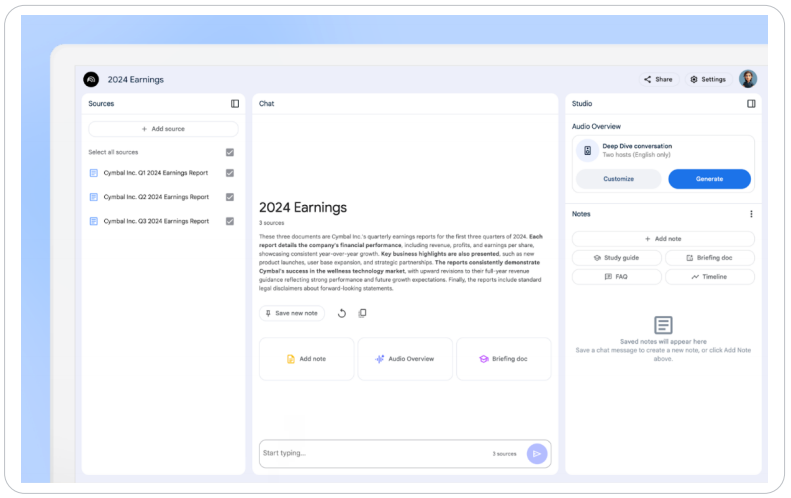 2024 Earnings
Share
Settings
Sources
+ Add source
Select all sources
Cymbal Inc. Q1 2024 Earnings Report
Cymbal Inc. Q2 2024 Earnings Report
Cymbal Inc. Q3 2024 Earnings Report
Chat
2024 Earnings
3 sources
These three documents are Cymbal Inc.'s quarterly earnings reports for the first three quarters of 2024. Each
report details the company's financial performance, including revenue, profits, and earnings per share,
showcasing consistent year-over-year growth. Key business highlights are also presented, such as new
product launches, user base expansion, and strategic partnerships. The reports consistently demonstrate
Cymbal's success in the wellness technology market, with upward revisions to their full-year revenue
guidance reflecting strong performance and future growth expectations. Finally, the reports include standard
legal disclaimers about forward-looking statements.
Save new note
Add note
Audio Overview
Briefing doc
Start typing...
3 sources
Studio
Audio Overview
Deep Dive conversation
Two hosts (English only)
Customize
Generate
Notes
+ Add note
Study guide
Briefing doc
FAQ
Timeline
Saved notes will appear here
Save a chat message to create a new note, or click Add Note
above.